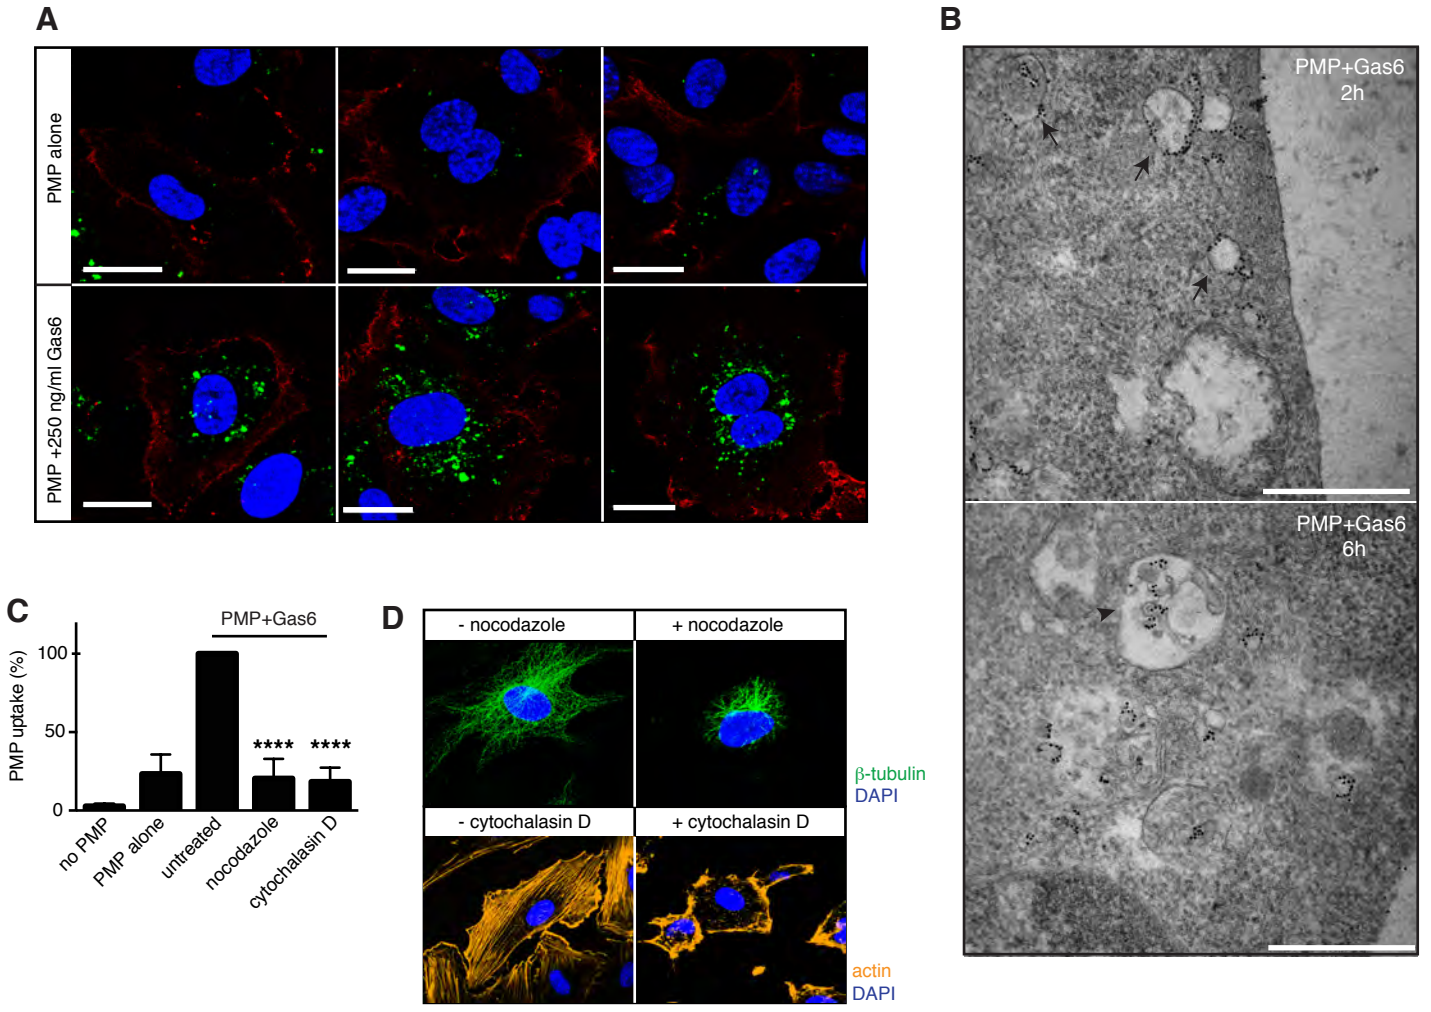 A
PMP alone
PMP +250 ng/ml Gas6
B
PMP+Gas6
2h
PMP+Gas6
6h
C
PMP+Gas6
PMP uptake (%)
100
50
0
**** ****
no PMP
PMP alone
untreated
nocodazole
cytochalasin D
D
- nocodazole
+ nocodazole
β-tubulin
DAPI
- cytochalasin D
+ cytochalasin D
actin
DAPI